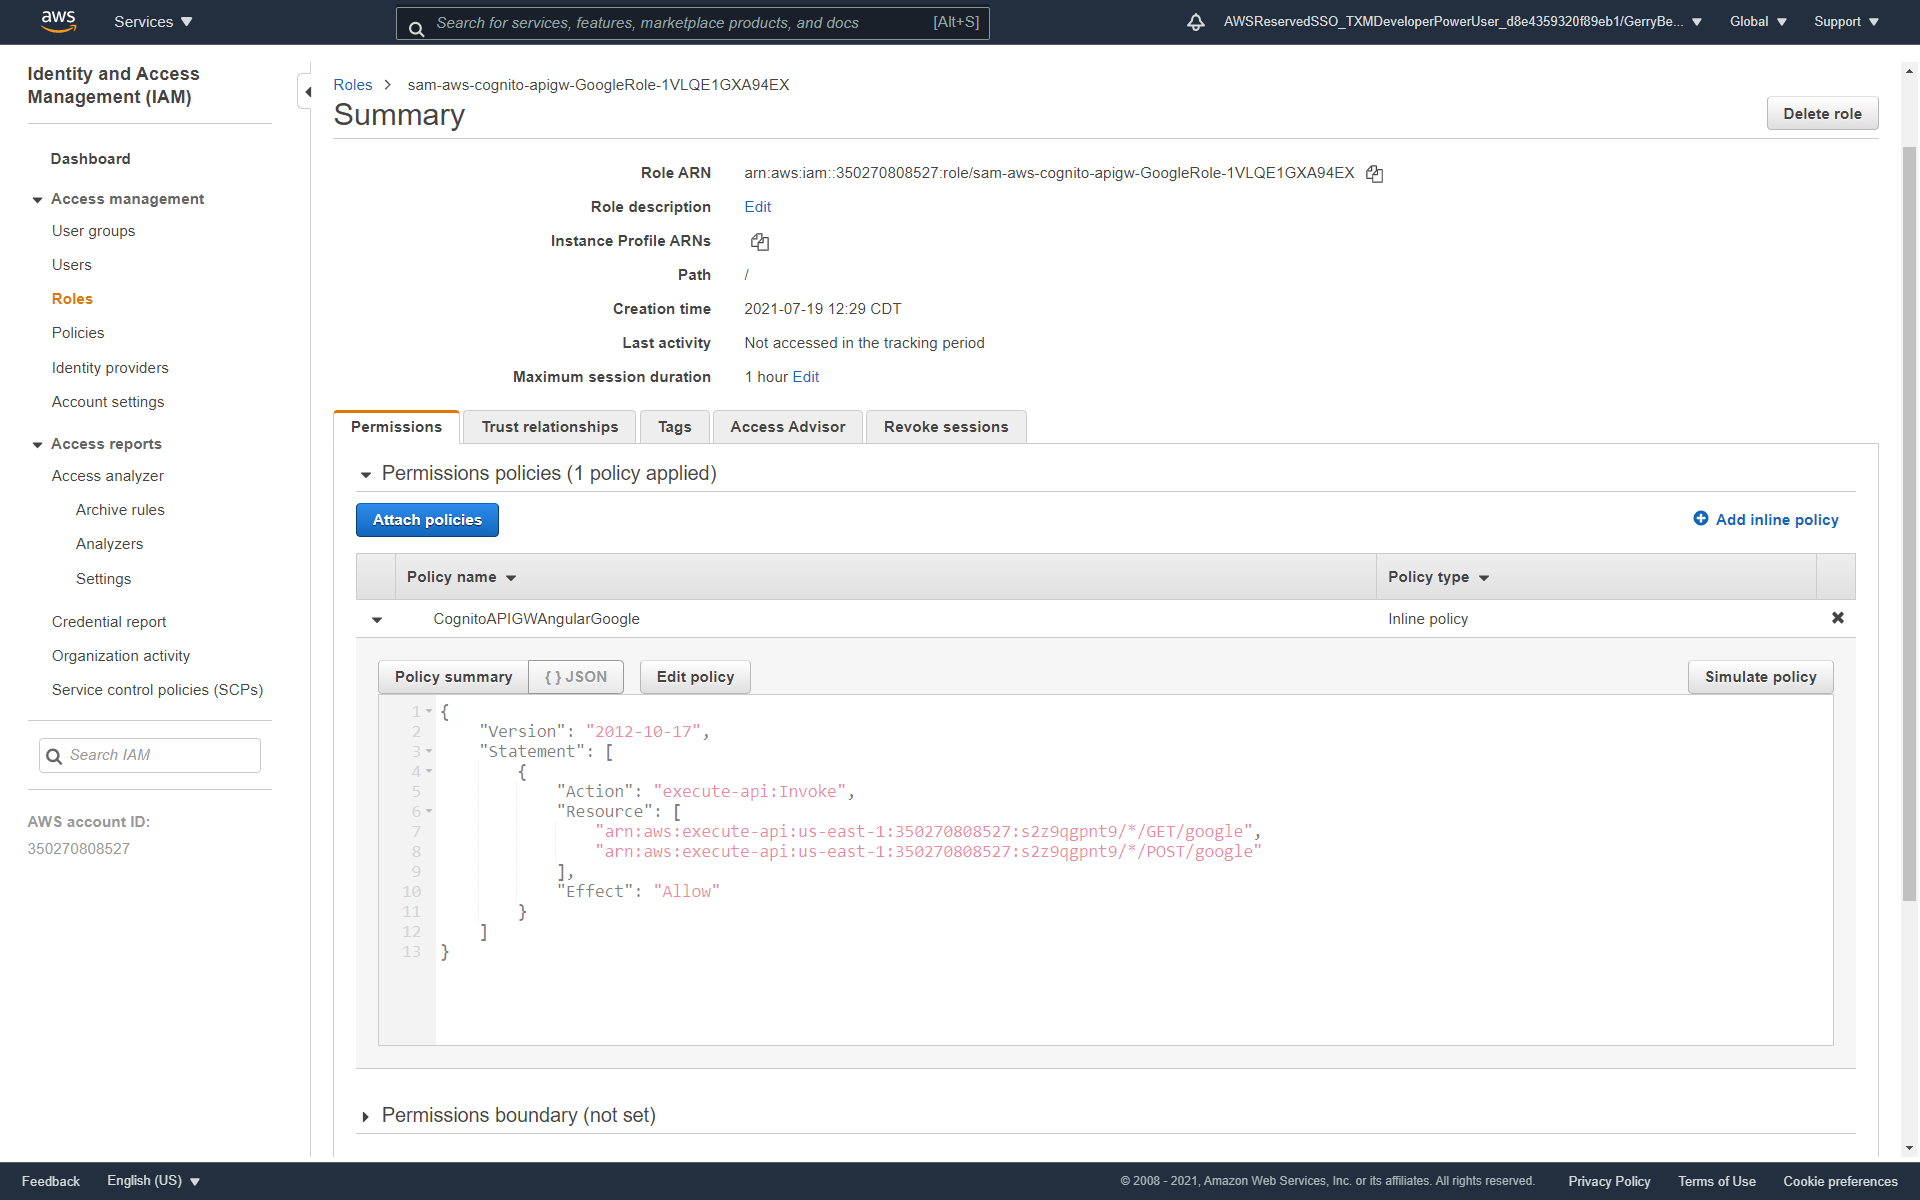 aws
Services
Search for services, features, marketplace products, and docs
[Alt+S]
AWSReservedSSO_TXMDeveloperPowerUser_d8e4359320f89eb1/GerryBe...
Global
Support
Identity and Access
Management (IAM)
Dashboard
Access management
User groups
Users
Roles
Policies
Identity providers
Account settings
Access reports
Access analyzer
Archive rules
Analyzers
Settings
Credential report
Organization activity
Service control policies (SCPs)
Search IAM
AWS account ID:
350270808527
Roles > sam-aws-cognito-apigw-GoogleRole-1VLQE1GXA94EX
Summary
Delete role
Role ARN arn:aws:iam::350270808527:role/sam-aws-cognito-apigw-GoogleRole-1VLQE1GXA94EX
Role description Edit
Instance Profile ARNs
Path /
Creation time 2021-07-19 12:29 CDT
Last activity Not accessed in the tracking period
Maximum session duration 1 hour Edit
Permissions
Trust relationships
Tags
Access Advisor
Revoke sessions
Permissions policies (1 policy applied)
Attach policies
Add inline policy
Policy name
Policy type
CognitoAPIGWAngularGoogle
Inline policy
Policy summary
{ } JSON
Edit policy
Simulate policy
1 {
2 "Version": "2012-10-17",
3 "Statement": [
4 {
5 "Action": "execute-api:Invoke",
6 "Resource": [
7 "arn:aws:execute-api:us-east-1:350270808527:s2z9qgpnt9/*/GET/google",
8 "arn:aws:execute-api:us-east-1:350270808527:s2z9qgpnt9/*/POST/google"
9 ],
10 "Effect": "Allow"
11 }
12 ]
13 }
Permissions boundary (not set)
Feedback
English (US)
© 2008 - 2021, Amazon Web Services, Inc. or its affiliates. All rights reserved.
Privacy Policy
Terms of Use
Cookie preferences